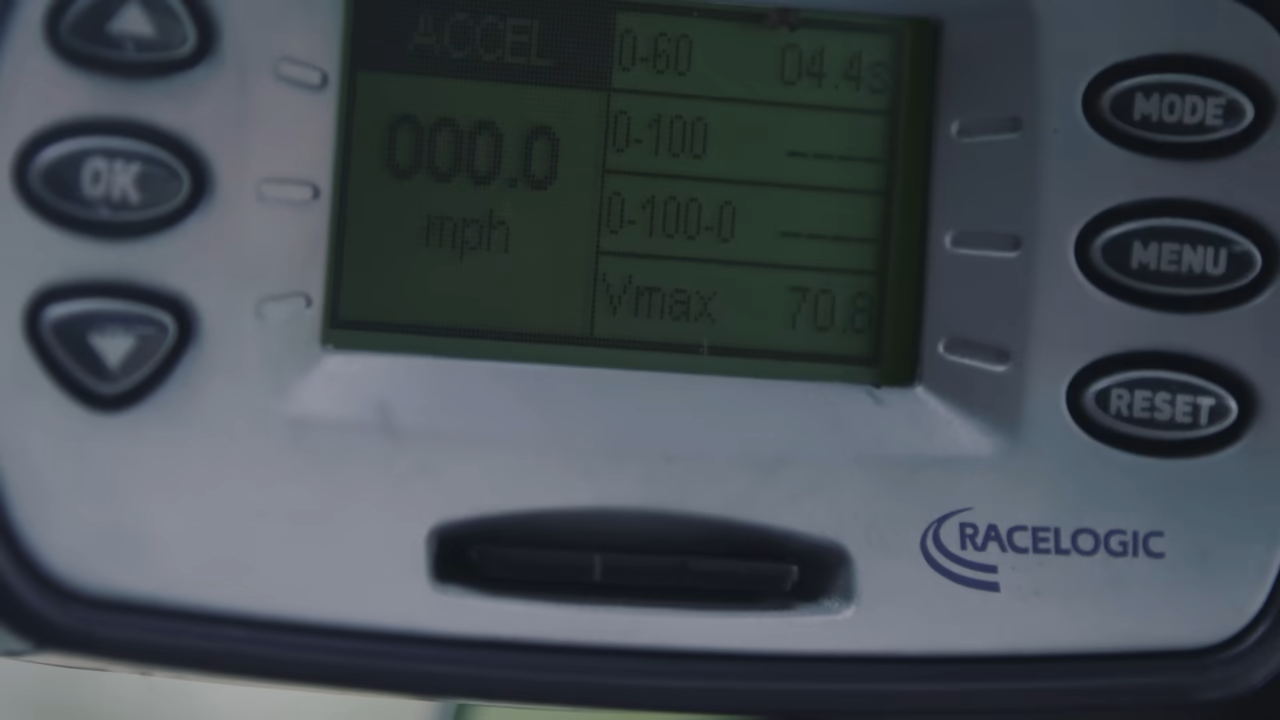 ACCEL
000.0
mph
0-60 04.4s
0-100 -----
0-100-0 -----
Vmax 70.8
OK
MODE
MENU
RESET
RACELOGIC